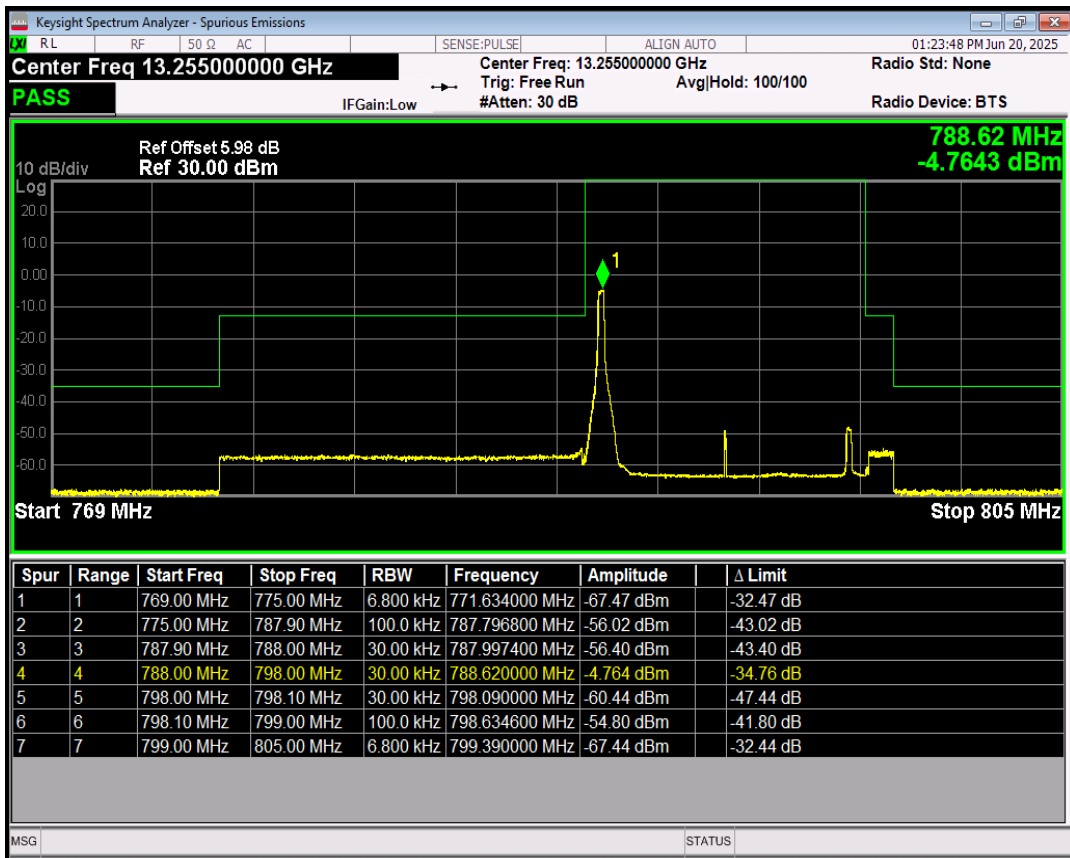 Keysight Spectrum Analyzer - Spurious Emissions
LXI RL RF 50 Ω AC SENSE:PULSE ALIGN AUTO 01:23:48 PM Jun 20, 2025
Center Freq 13.255000000 GHz Center Freq: 13.255000000 GHz Radio Std: None
Trig: Free Run Avg|Hold: 100/100
PASS IFGain:Low #Atten: 30 dB Radio Device: BTS
788.62 MHz
Ref Offset 5.98 dB
10 dB/div Ref 30.00 dBm -4.7643 dBm
Log
20.0
10.0
1
0.00
-10.0
-20.0
-30.0
-40.0
-50.0
-60.0
Start 769 MHz Stop 805 MHz
Spur Range Start Freq Stop Freq RBW Frequency Amplitude Δ Limit
1 1 769.00 MHz 775.00 MHz 6.800 kHz 771.634000 MHz -67.47 dBm -32.47 dB
2 2 775.00 MHz 787.90 MHz 100.0 kHz 787.796800 MHz -56.02 dBm -43.02 dB
3 3 787.90 MHz 788.00 MHz 30.00 kHz 787.997400 MHz -56.40 dBm -43.40 dB
4 4 788.00 MHz 798.00 MHz 30.00 kHz 788.620000 MHz -4.764 dBm -34.76 dB
5 5 798.00 MHz 798.10 MHz 30.00 kHz 798.090000 MHz -60.44 dBm -47.44 dB
6 6 798.10 MHz 799.00 MHz 100.0 kHz 798.634600 MHz -54.80 dBm -41.80 dB
7 7 799.00 MHz 805.00 MHz 6.800 kHz 799.390000 MHz -67.44 dBm -32.44 dB
MSG STATUS